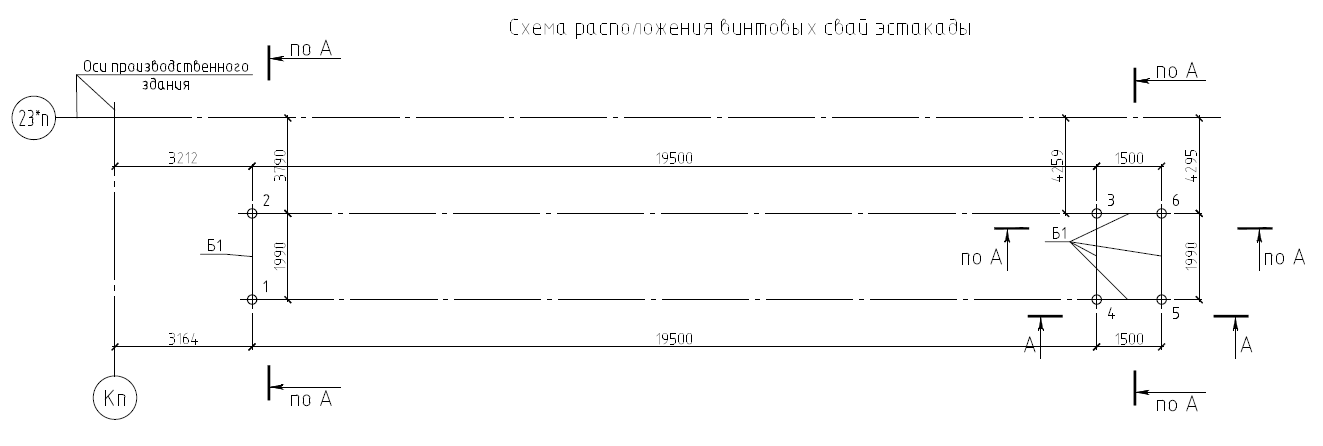 Схема расположения винтовых свай эстакады
по А
по А
Оси производственного
здания
23*п
3212
3790
19500
4259
1500
4295
2
3
6
Б1
1990
Б1
1990
по А
по А
1
4
5
3164
19500
1500
А
А
Кп
по А
по А